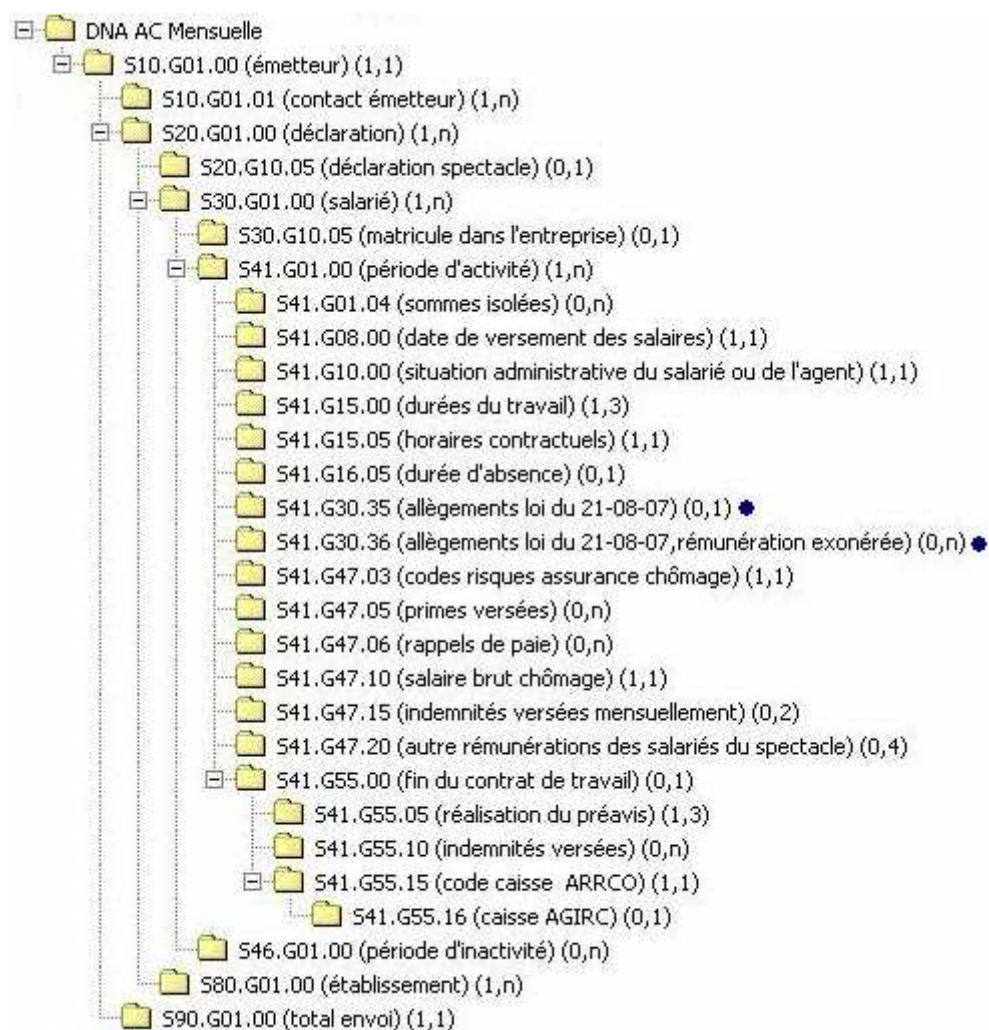 DNA AC Mensuelle
S10.G01.00 (émetteur) (1,1)
S10.G01.01 (contact émetteur) (1,n)
S20.G01.00 (déclaration) (1,n)
S20.G10.05 (déclaration spectacle) (0,1)
S30.G01.00 (salarié) (1,n)
S30.G10.05 (matricule dans l'entreprise) (0,1)
S41.G01.00 (période d'activité) (1,n)
S41.G01.04 (sommes isolées) (0,n)
S41.G08.00 (date de versement des salaires) (1,1)
S41.G10.00 (situation administrative du salarié ou de l'agent) (1,1)
S41.G15.00 (durées du travail) (1,3)
S41.G15.05 (horaires contractuels) (1,1)
S41.G16.05 (durée d'absence) (0,1)
S41.G30.35 (allègements loi du 21-08-07) (0,1)
S41.G30.36 (allègements loi du 21-08-07,rémunération exonérée) (0,n)
S41.G47.03 (codes risques assurance chômage) (1,1)
S41.G47.05 (primes versées) (0,n)
S41.G47.06 (rappels de paie) (0,n)
S41.G47.10 (salaire brut chômage) (1,1)
S41.G47.15 (indemnités versées mensuellement) (0,2)
S41.G47.20 (autre rémunérations des salariés du spectacle) (0,4)
S41.G55.00 (fin du contrat de travail) (0,1)
S41.G55.05 (réalisation du préavis) (1,3)
S41.G55.10 (indemnités versées) (0,n)
S41.G55.15 (code caisse ARRCO) (1,1)
S41.G55.16 (caisse AGIRC) (0,1)
S46.G01.00 (période d'inactivité) (0,n)
S80.G01.00 (établissement) (1,n)
S90.G01.00 (total envoi) (1,1)